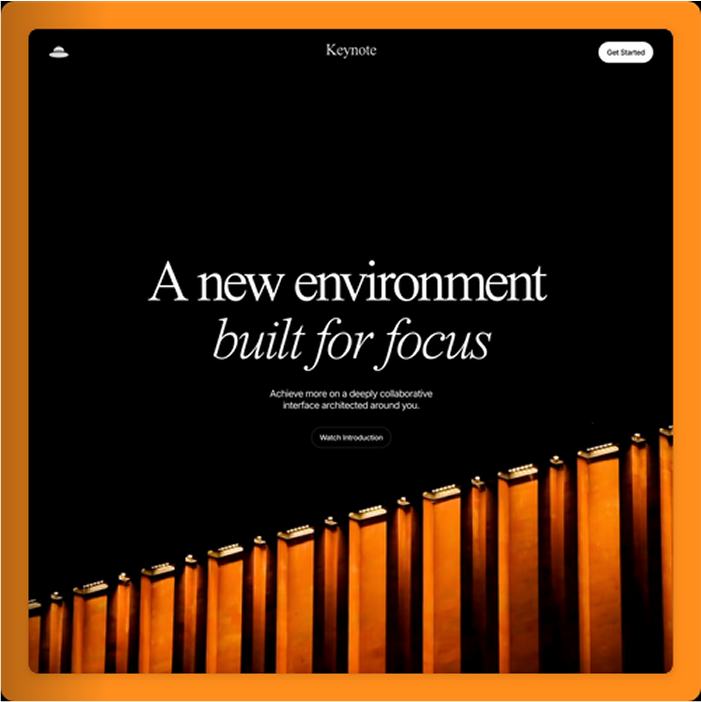 Keynote
Get Started
A new environment
built for focus
Achieve more on a deeply collaborative
interface architected around you.
Watch Introduction